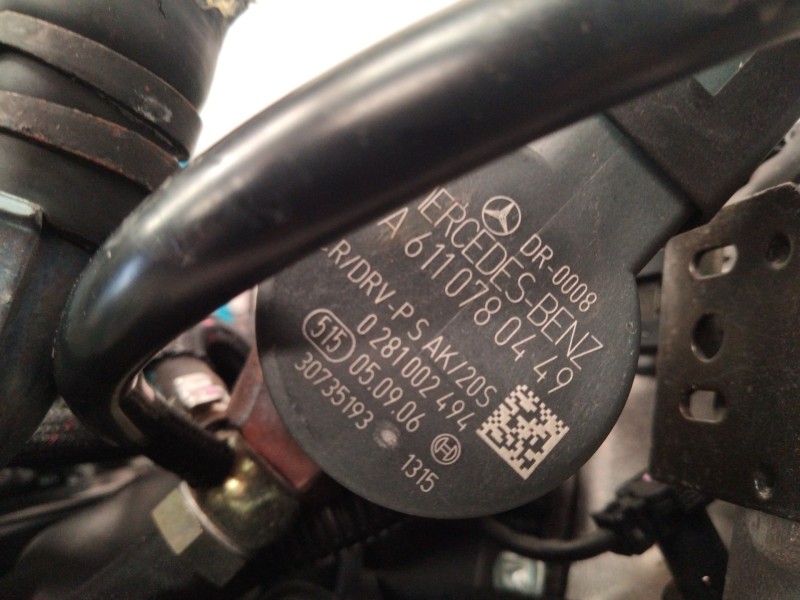 DR-0008
MERCEDES-BENZ
A 611 078 04 49
CR/DRV-P S AK/20S
0 281 002 494
515 05.09.06
30735193 1315